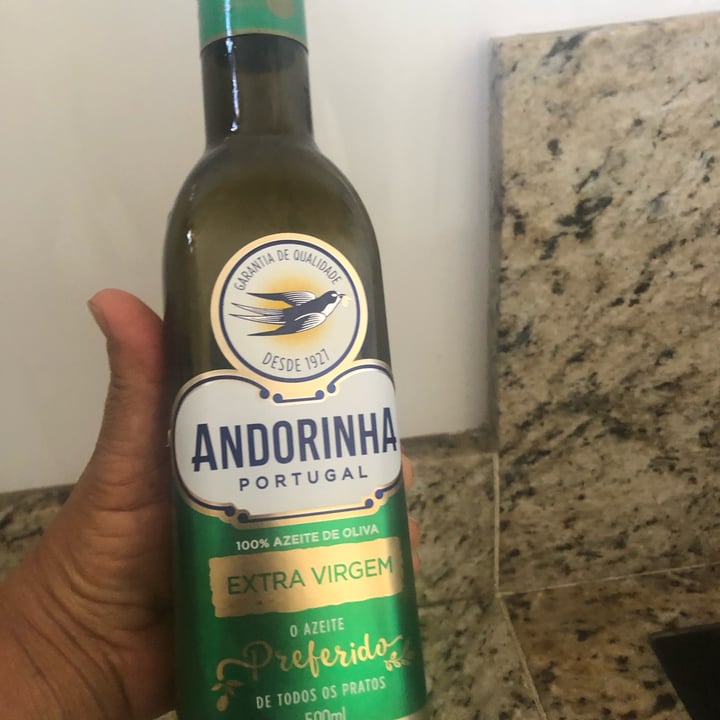 GARANTIA DE QUALIDADE
DESDE 1927
ANDORINHA
PORTUGAL
100% AZEITE DE OLIVA
EXTRA VIRGEM
O AZEITE
Preferido
DE TODOS OS PRATOS
500ml